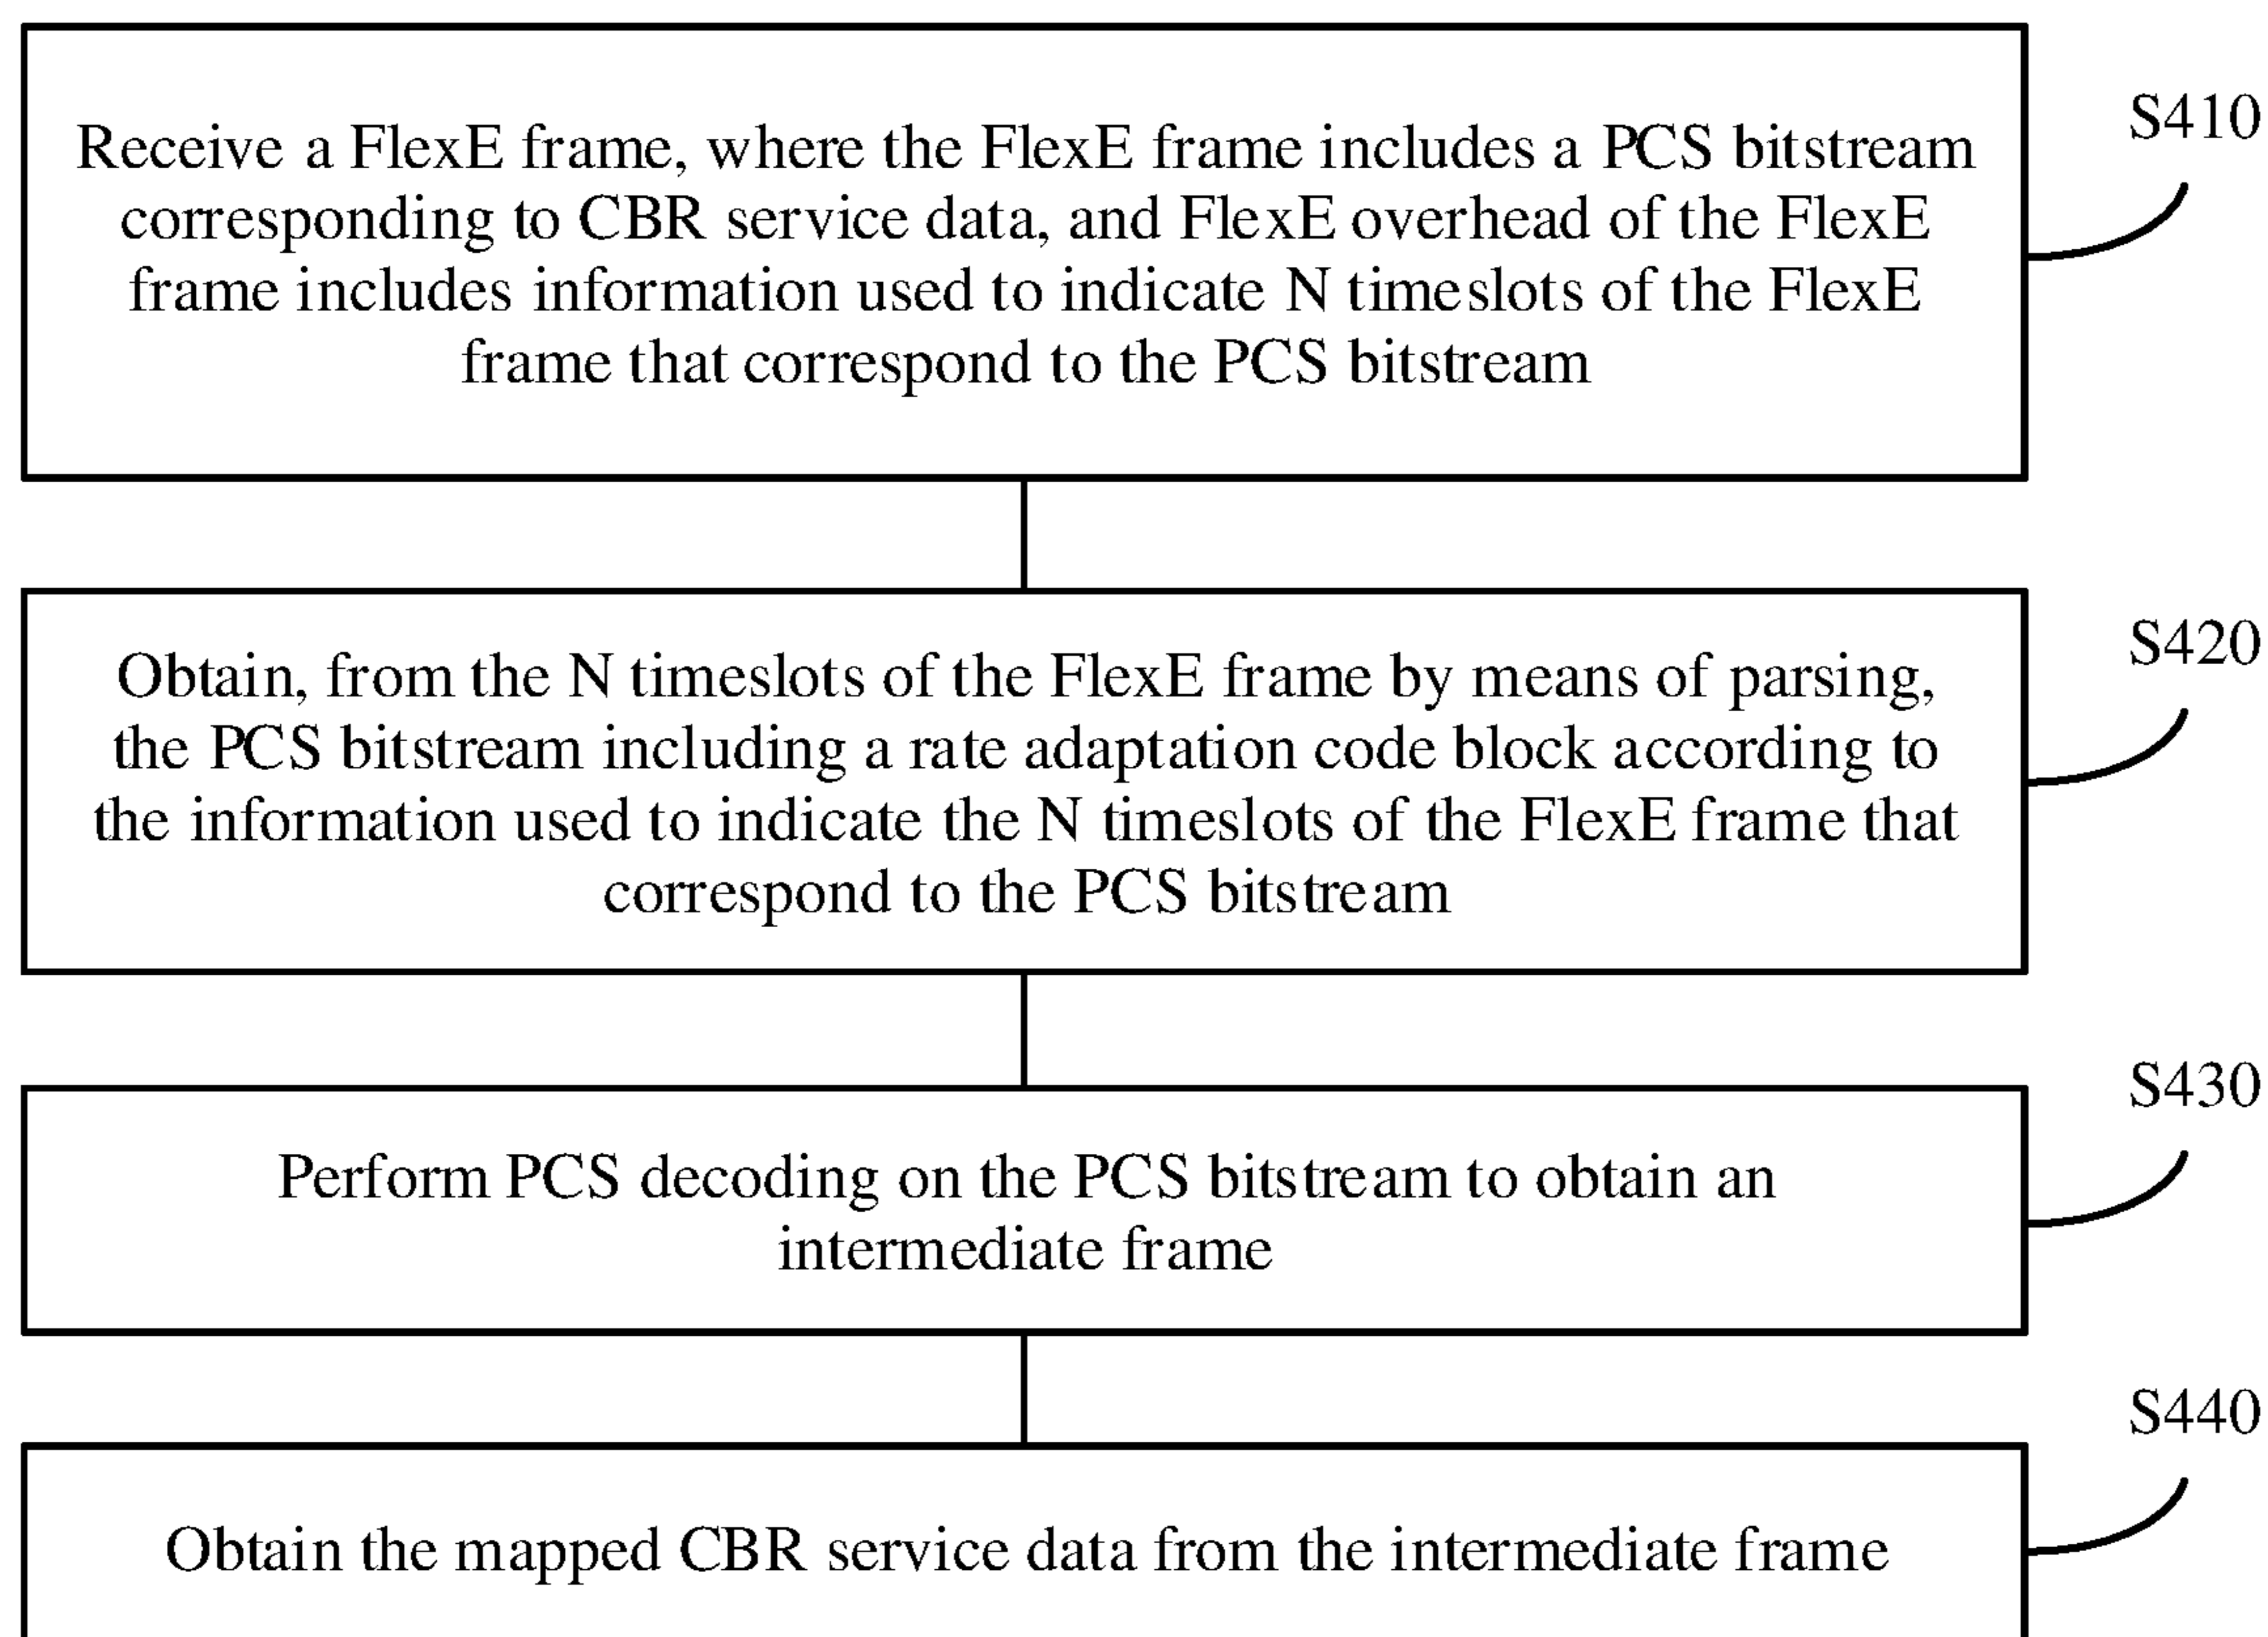 Receive a FlexE frame, where the FlexE frame includes a PCS bitstream
corresponding to CBR service data, and FlexE overhead of the FlexE
frame includes information used to indicate N timeslots of the FlexE
frame that correspond to the PCS bitstream
S410
Obtain, from the N timeslots of the FlexE frame by means of parsing,
the PCS bitstream including a rate adaptation code block according to
the information used to indicate the N timeslots of the FlexE frame that
correspond to the PCS bitstream
S420
Perform PCS decoding on the PCS bitstream to obtain an
intermediate frame
S430
Obtain the mapped CBR service data from the intermediate frame
S440